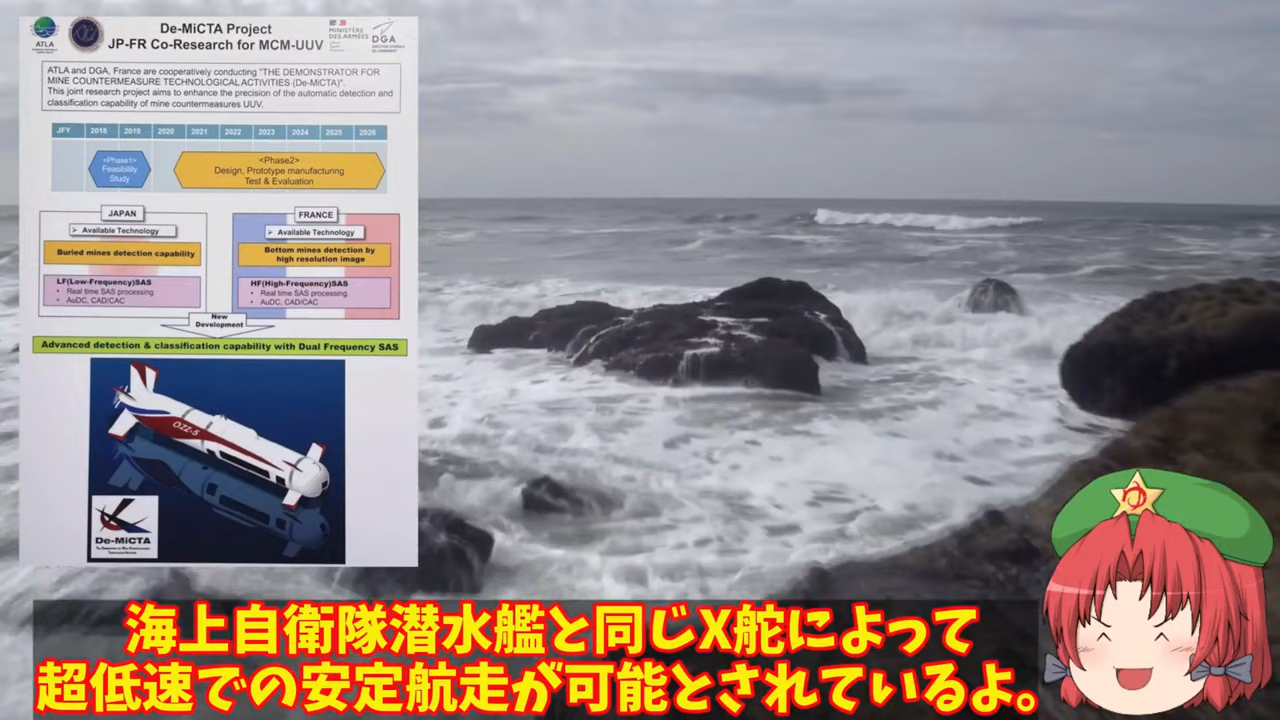 De-MiCTA Project
JP-FR Co-Research for MCM-UUV
ATLA
MINISTÈRE
DES ARMÉES
DGA
ATLA and DGA, France are cooperatively conducting "THE DEMONSTRATOR FOR
MINE COUNTERMEASURE TECHNOLOGICAL ACTIVITIES (De-MiCTA)".
This joint research project aims to enhance the precision of the automatic detection and
classification capability of mine countermeasures UUV.
JFY 2018 2019 2020 2021 2022 2023 2024 2025 2026
<Phase1>
Feasibility
Study
<Phase2>
Design, Prototype manufacturing
Test & Evaluation
JAPAN
➢ Available Technology
Buried mines detection capability
LF(Low-Frequency)SAS
• Real time SAS processing
• AuDC, CAD/CAC
FRANCE
➢ Available Technology
Bottom mines detection by
high resolution image
HF(High-Frequency)SAS
• Real time SAS processing
• AuDC, CAD/CAC
New
Development
Advanced detection & classification capability with Dual Frequency SAS
OZZ-5
De-MiCTA
海上自衛隊潜水艦と同じX舵によって
超低速での安定航走が可能とされているよ。